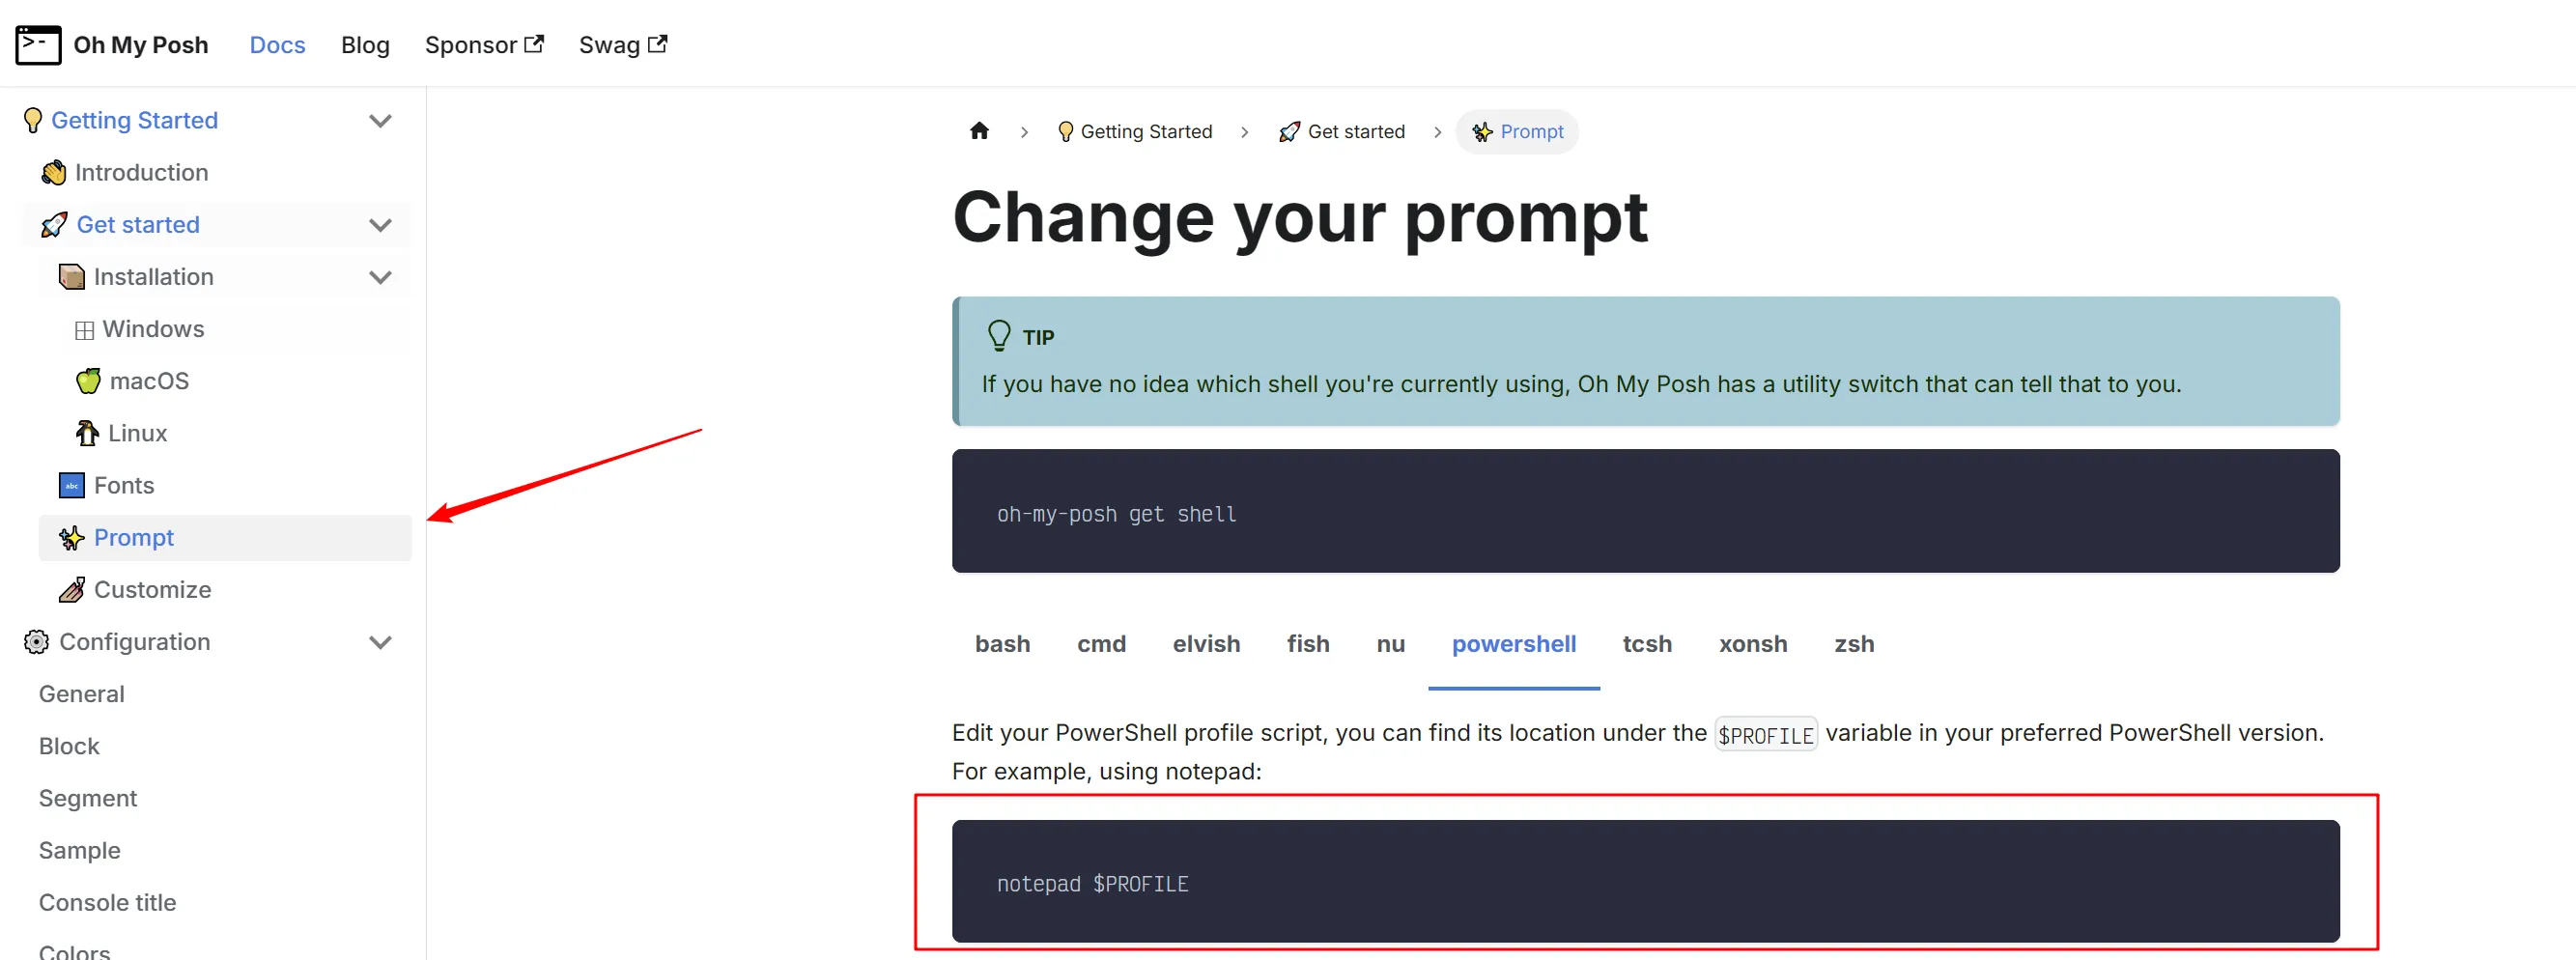 Oh My Posh Docs Blog Sponsor Swag
Getting Started
Introduction
Get started
Installation
Windows
macOS
Linux
abc Fonts
Prompt
Customize
Configuration
General
Block
Segment
Sample
Console title
Colors
Getting Started Get started Prompt
Change your prompt
TIP
If you have no idea which shell you're currently using, Oh My Posh has a utility switch that can tell that to you.
oh-my-posh get shell
bash cmd elvish fish nu powershell tcsh xonsh zsh
Edit your PowerShell profile script, you can find its location under the $PROFILE variable in your preferred PowerShell version.
For example, using notepad:
notepad $PROFILE